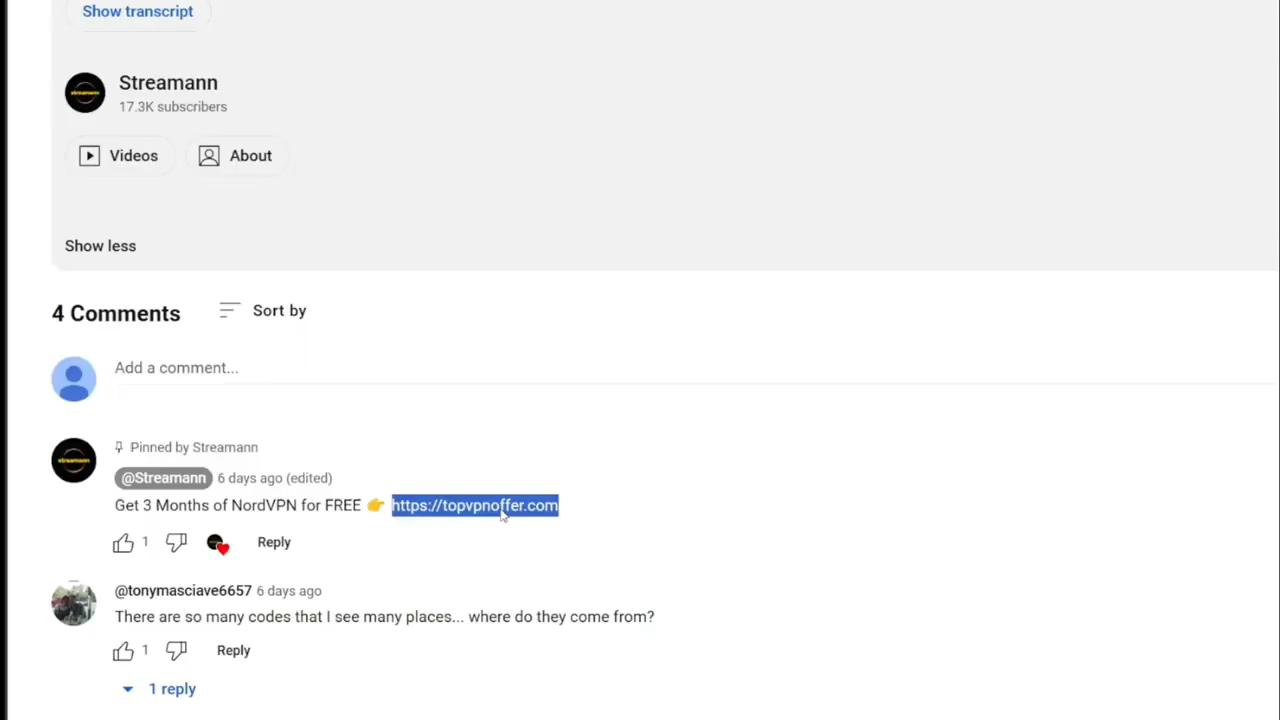 Show transcript
Streamann
17.3K subscribers
Videos
About
Show less
4 Comments
Sort by
Add a comment...
Pinned by Streamann
@Streamann 6 days ago (edited)
Get 3 Months of NordVPN for FREE 👉 https://topvpnoffer.com
1
Reply
@tonymasciave6657 6 days ago
There are so many codes that I see many places... where do they come from?
1
Reply
1 reply